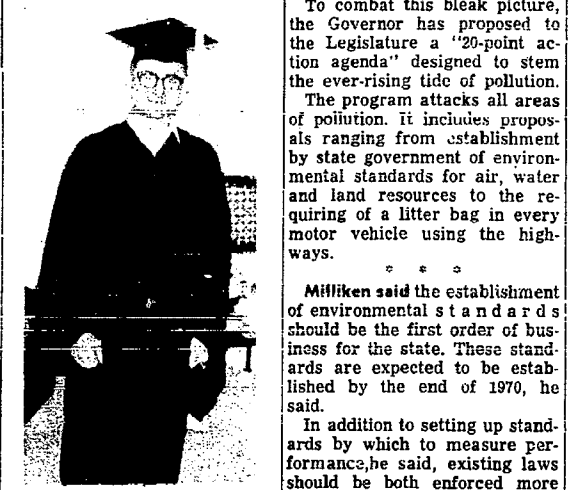 To combat this bleak picture,
the Governor has proposed to
the Legislature a "20-point ac-
tion agenda" designed to stem
the ever-rising tide of pollution.
The program attacks all areas
of pollution. It includes propos-
als ranging from establishment
by state government of environ-
mental standards for air, water
and land resources to the re-
quiring of a litter bag in every
motor vehicle using the high-
ways.
* * *
Milliken said the establishment
of environmental standards
should be the first order of bus-
iness for the state. These stand-
ards are expected to be estab-
lished by the end of 1970, he
said.
In addition to setting up stand-
ards by which to measure per-
formance,he said, existing laws
should be both enforced more